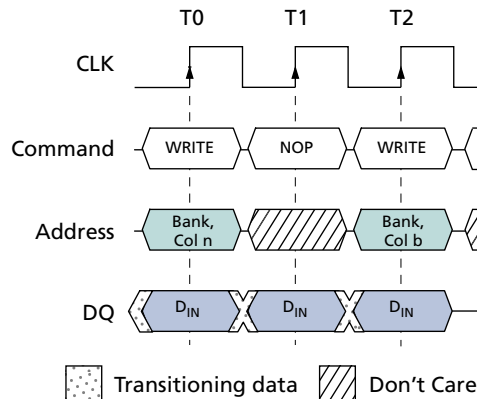 T0 T1 T2
CLK
Command WRITE NOP WRITE
Address Bank, Col n Bank, Col b
DQ DIN DIN DIN
Transitioning data Don't Care